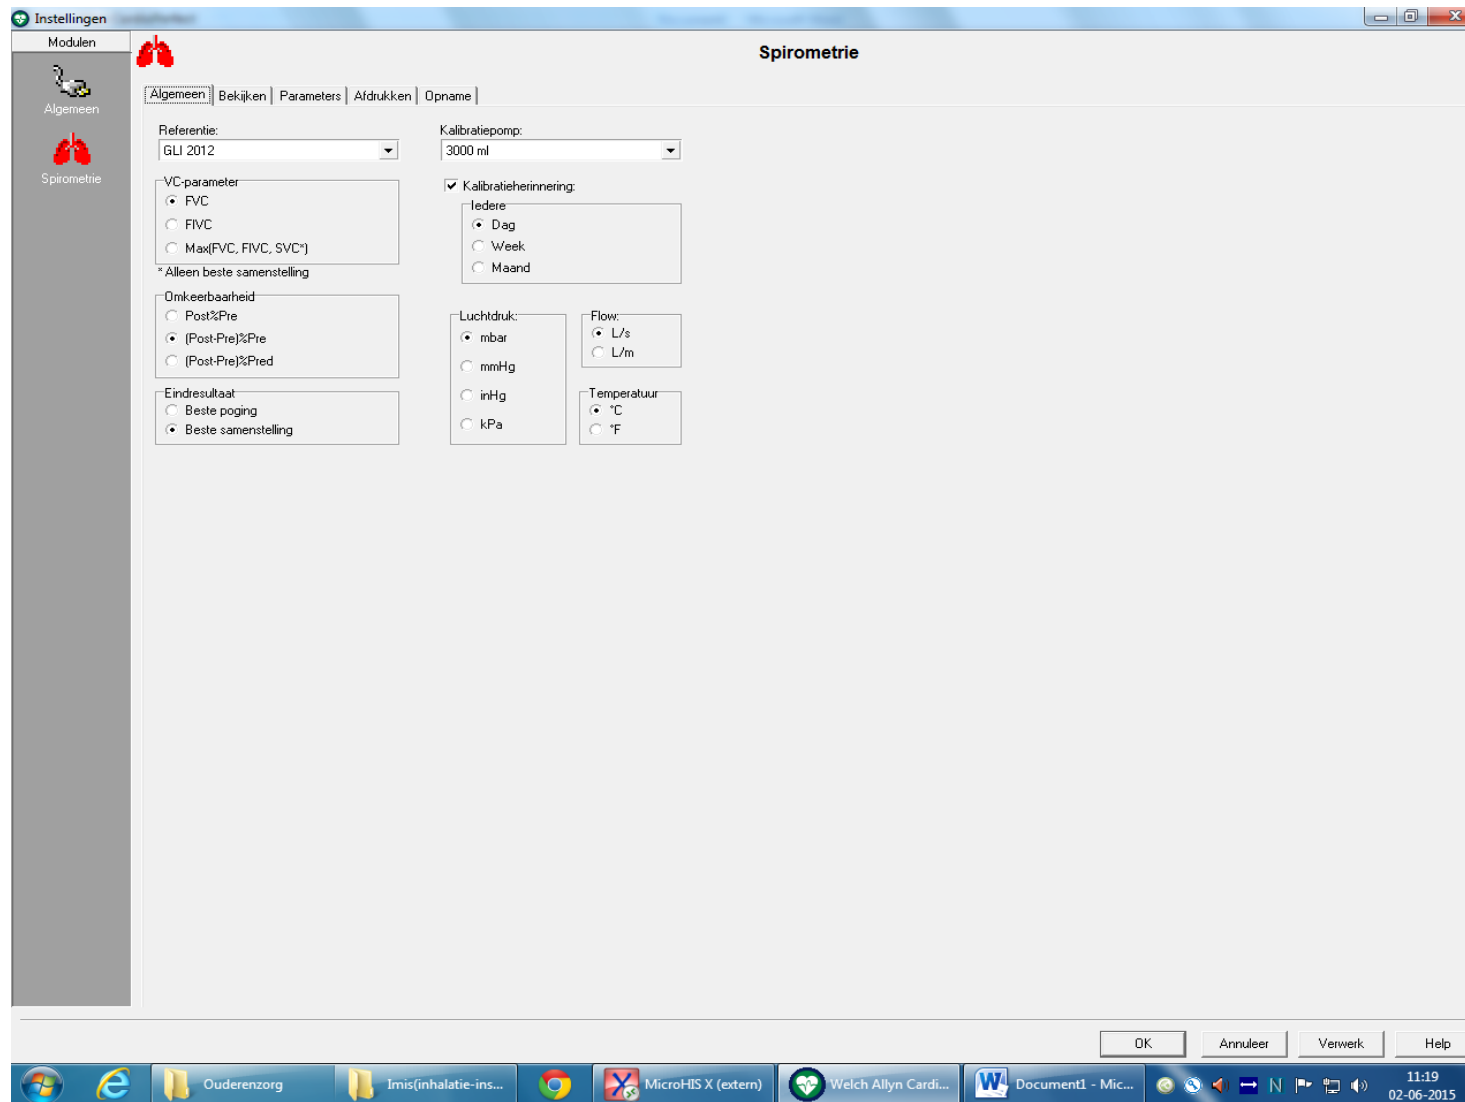 Instellingen
Modulen
Algemeen
Spirometrie
Spirometrie
Algemeen Bekijken Parameters Afdrukken Opname
Referentie:
GLI 2012
Kalibratiepomp:
3000 ml
VC-parameter
FVC
FIVC
Max(FVC, FIVC, SVC*)
* Alleen beste samenstelling
Kalibratieherinnering:
Iedere
Dag
Week
Maand
Omkeerbaarheid
Post%Pre
(Post-Pre)%Pre
(Post-Pre)%Pred
Luchtdruk:
mbar
mmHg
inHg
kPa
Flow:
L/s
L/m
Eindresultaat
Beste poging
Beste samenstelling
Temperatuur
°C
°F
OK Annuleer Verwerk Help
Ouderenzorg Imis(inhalatie-ins... MicroHIS X (extern) Welch Allyn Cardi... Document1 - Mic... 11:19
02-06-2015